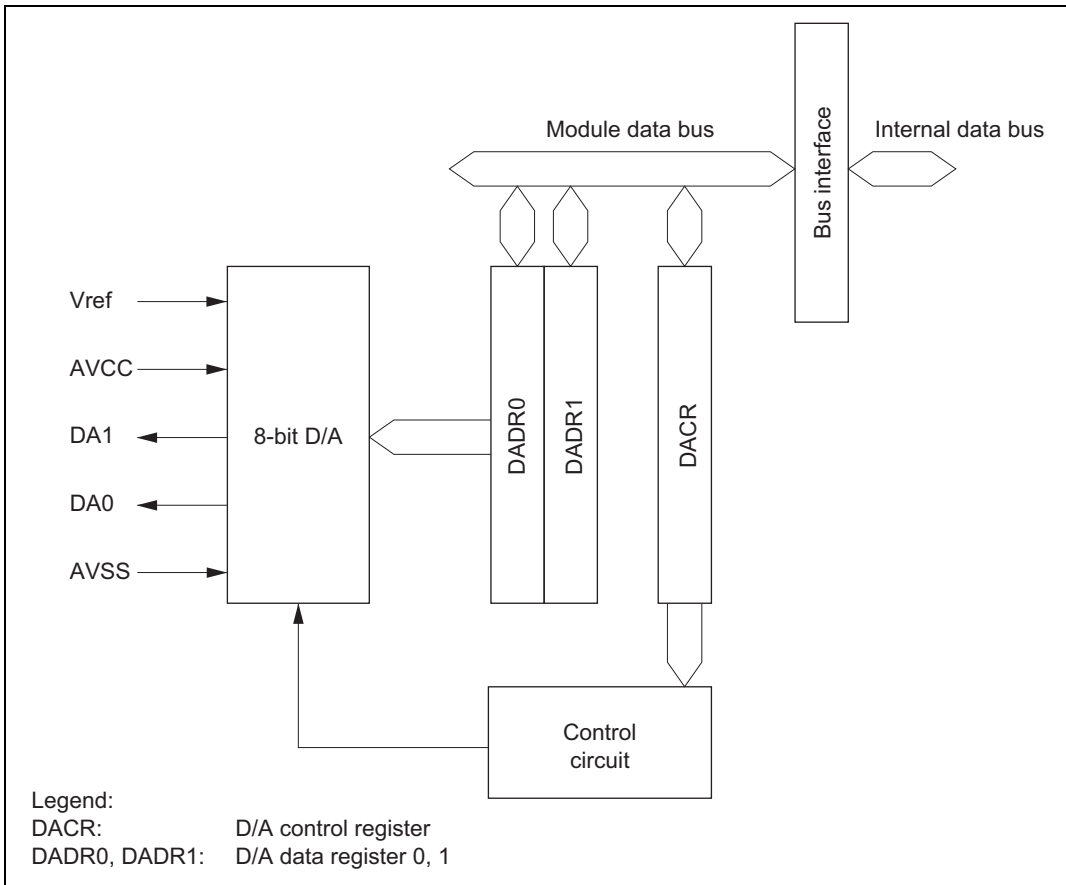 Module data bus
Internal data bus
Bus interface
Vref
AVCC
DA1
DA0
AVSS
8-bit D/A
DADR0
DADR1
DACR
Control
circuit
Legend:
DACR: D/A control register
DADR0, DADR1: D/A data register 0, 1